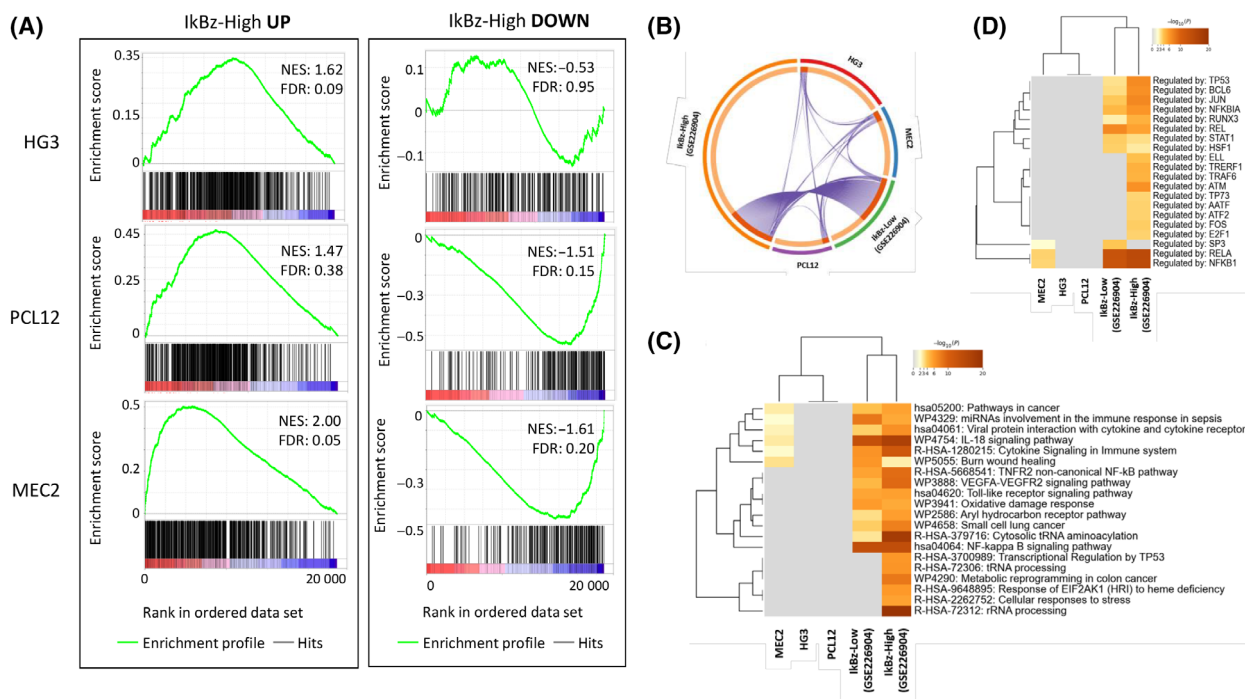 (A)
IkBz-High UP
IkBz-High DOWN
HG3
Enrichment score
0.35
0.15
0
NES: 1.62
FDR: 0.09
Enrichment score
0.1
0
−0.1
NES:−0.53
FDR: 0.95
PCL12
Enrichment score
0.45
0.25
0
NES: 1.47
FDR: 0.38
Enrichment score
0
−0.3
−0.5
NES: −1.51
FDR: 0.15
MEC2
Enrichment score
0.5
0.2
0
NES: 2.00
FDR: 0.05
Enrichment score
0
−0.3
−0.5
NES: −1.61
FDR: 0.20
0
20 000
0
20 000
Rank in ordered data set
Rank in ordered data set
Enrichment profile
Hits
Enrichment profile
Hits
(B)
HG3
MEC2
IkBz-Low
(GSE226904)
PCL12
IkBz-High
(GSE226904)
(D)
−log10(P)
0 2 3 4 6 10 20
Regulated by: TP53
Regulated by: BCL6
Regulated by: JUN
Regulated by: NFKBIA
Regulated by: RUNX3
Regulated by: REL
Regulated by: STAT1
Regulated by: HSF1
Regulated by: ELL
Regulated by: TRERF1
Regulated by: TRAF6
Regulated by: ATM
Regulated by: TP73
Regulated by: AATF
Regulated by: ATF2
Regulated by: FOS
Regulated by: E2F1
Regulated by: SP3
Regulated by: RELA
Regulated by: NFKB1
MEC2
HG3
PCL12
IkBz-Low
(GSE226904)
IkBz-High
(GSE226904)
(C)
−log10(P)
0 2 3 4 6 10 20
hsa05200: Pathways in cancer
WP4329: miRNAs involvement in the immune response in sepsis
hsa04061: Viral protein interaction with cytokine and cytokine receptor
WP4754: IL-18 signaling pathway
R-HSA-1280215: Cytokine Signaling in Immune system
WP5055: Burn wound healing
R-HSA-5668541: TNFR2 non-canonical NF-kB pathway
WP3888: VEGFA-VEGFR2 signaling pathway
hsa04620: Toll-like receptor signaling pathway
WP3941: Oxidative damage response
WP2586: Aryl hydrocarbon receptor pathway
WP4658: Small cell lung cancer
R-HSA-379716: Cytosolic tRNA aminoacylation
hsa04064: NF-kappa B signaling pathway
R-HSA-3700989: Transcriptional Regulation by TP53
R-HSA-72306: tRNA processing
WP4290: Metabolic reprogramming in colon cancer
R-HSA-9648895: Response of EIF2AK1 (HRI) to heme deficiency
R-HSA-2262752: Cellular responses to stress
R-HSA-72312: rRNA processing
MEC2
HG3
PCL12
IkBz-Low
(GSE226904)
IkBz-High
(GSE226904)